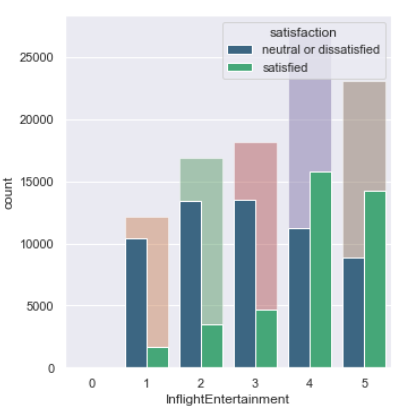 satisfaction
neutral or dissatisfied
satisfied
25000
20000
15000
10000
5000
0
count
0 1 2 3 4 5
InflightEntertainment